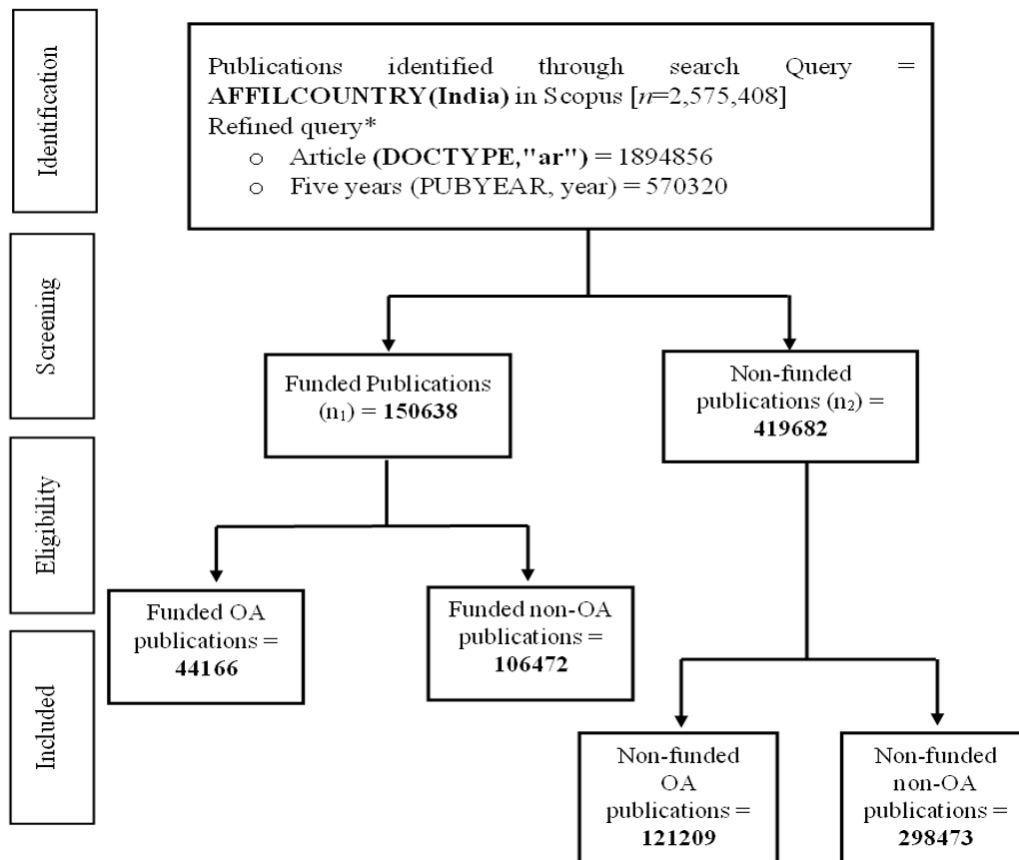 Identification
Publications identified through search Query =
AFFILCOUNTRY(India) in Scopus [n=2,575,408]
Refined query*
o Article (DOCTYPE,"ar") = 1894856
o Five years (PUBYEAR, year) = 570320
Screening
Funded Publications
(n₁) = 150638
Non-funded
publications (n₂) =
419682
Eligibility
Funded OA
publications =
44166
Funded non-OA
publications =
106472
Included
Non-funded
OA
publications =
121209
Non-funded
non-OA
publications =
298473